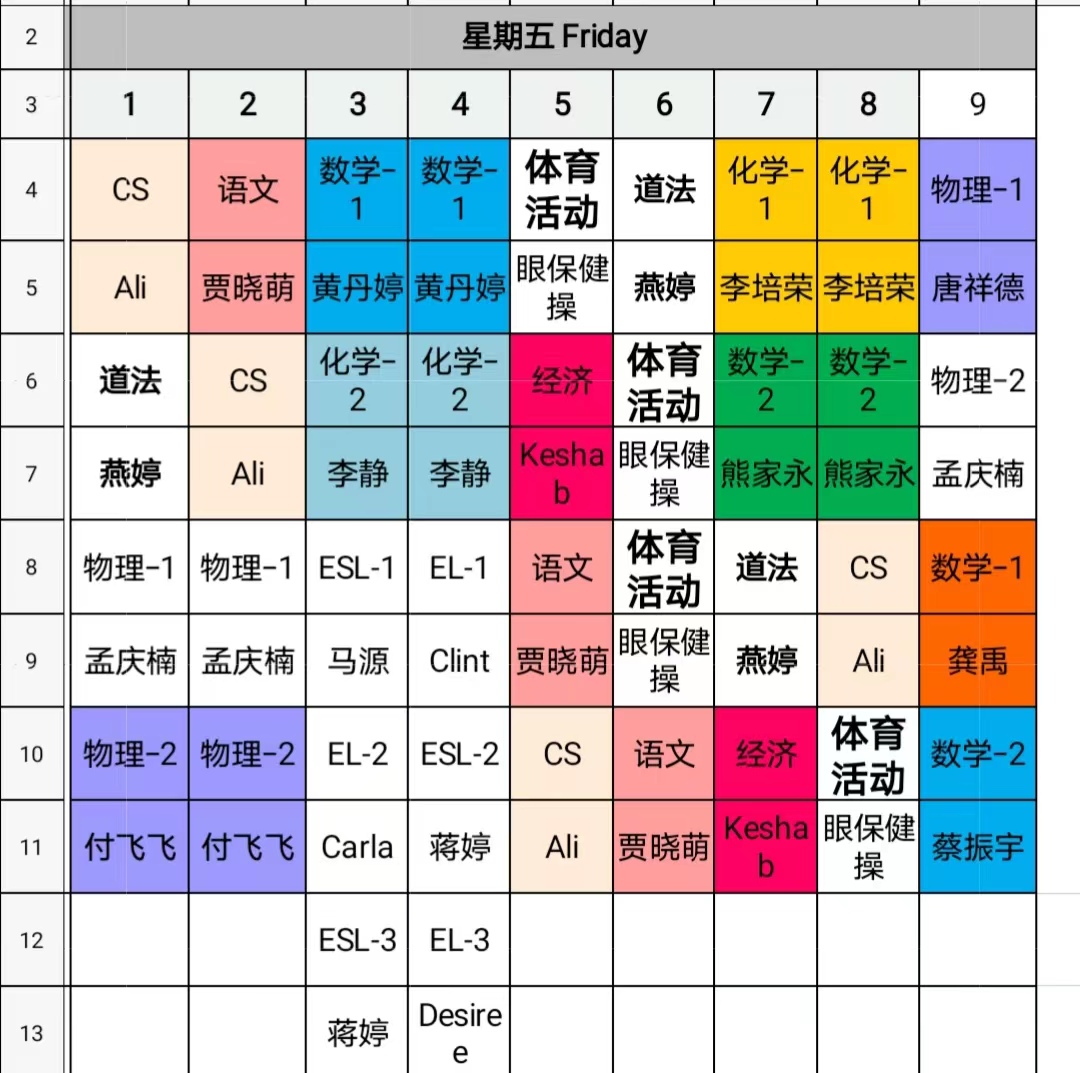 2 星期五 Friday
3 1 2 3 4 5 6 7 8 9
4 CS 语文 数学-1 数学-1 体育活动 道法 化学-1 化学-1 物理-1
5 Ali 贾晓萌 黄丹婷 黄丹婷 眼保健操 燕婷 李培荣 李培荣 唐祥德
6 道法 CS 化学-2 化学-2 经济 体育活动 数学-2 数学-2 物理-2
7 燕婷 Ali 李静 李静 Keshab 眼保健操 熊家永 熊家永 孟庆楠
8 物理-1 物理-1 ESL-1 EL-1 语文 体育活动 道法 CS 数学-1
9 孟庆楠 孟庆楠 马源 Clint 贾晓萌 眼保健操 燕婷 Ali 龚禹
10 物理-2 物理-2 EL-2 ESL-2 CS 语文 经济 体育活动 数学-2
11 付飞飞 付飞飞 Carla 蒋婷 Ali 贾晓萌 Keshab 眼保健操 蔡振宇
12 ESL-3 EL-3
13 蒋婷 Desiree